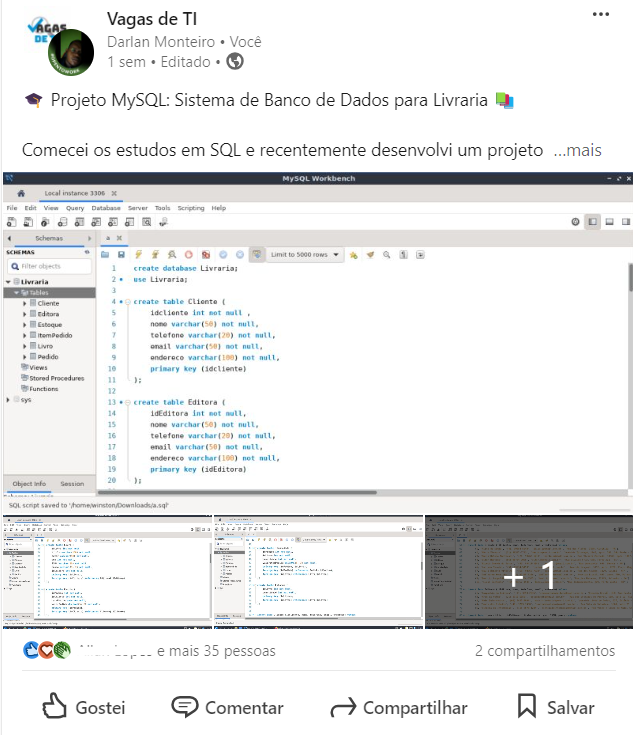 VAGAS
DE
Vagas de TI
Darlan Monteiro • Você
1 sem • Editado •
🎓 Projeto MySQL: Sistema de Banco de Dados para Livraria 📚
Comecei os estudos em SQL e recentemente desenvolvi um projeto ...mais
MySQL Workbench
Local instance 3306
File Edit View Query Database Server Tools Scripting Help
Schemas
a
SCHEMAS
Filter objects
Limit to 5000 rows
Livraria
Tables
Cliente
Editora
Estoque
ItemPedido
Livro
Pedido
Views
Stored Procedures
Functions
sys
1 create database Livraria;
2 use Livraria;
3
4 create table Cliente (
5 idcliente int not null ,
6 nome varchar(50) not null,
7 telefone varchar(20) not null,
8 email varchar(50) not null,
9 endereco varchar(100) not null,
10 primary key (idcliente)
11 );
12
13 create table Editora (
14 idEditora int not null,
15 nome varchar(50) not null,
16 telefone varchar(20) not null,
17 email varchar(50) not null,
18 endereco varchar(100) not null,
19 primary key (idEditora)
20 );
Object Info Session
SQL script saved to '/home/winston/Downloads/a.sql'
+ 1
e mais 35 pessoas
2 compartilhamentos
Gostei
Comentar
Compartilhar
Salvar